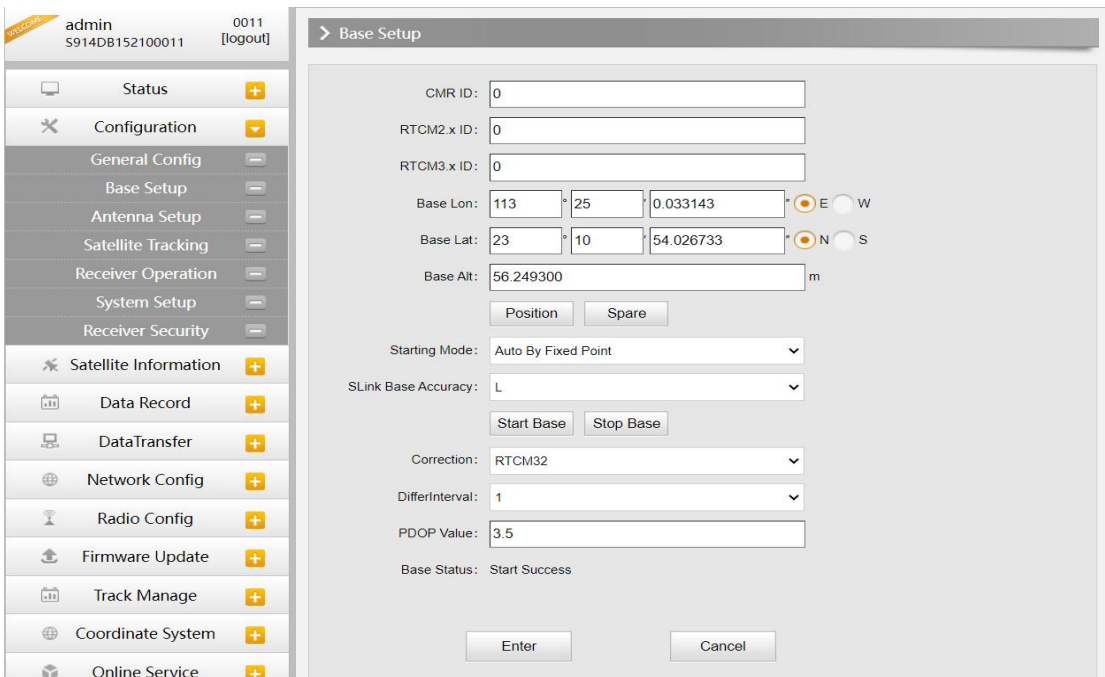 WELCOME
admin 0011
S914DB152100011 [logout]
Status
Configuration
General Config
Base Setup
Antenna Setup
Satellite Tracking
Receiver Operation
System Setup
Receiver Security
Satellite Information
Data Record
DataTransfer
Network Config
Radio Config
Firmware Update
Track Manage
Coordinate System
Online Service
Base Setup
CMR ID: 0
RTCM2.x ID: 0
RTCM3.x ID: 0
Base Lon: 113 ° 25 ′ 0.033143 ″ E W
Base Lat: 23 ° 10 ′ 54.026733 ″ N S
Base Alt: 56.249300 m
Position Spare
Starting Mode: Auto By Fixed Point
SLink Base Accuracy: L
Start Base Stop Base
Correction: RTCM32
DifferInterval: 1
PDOP Value: 3.5
Base Status: Start Success
Enter Cancel